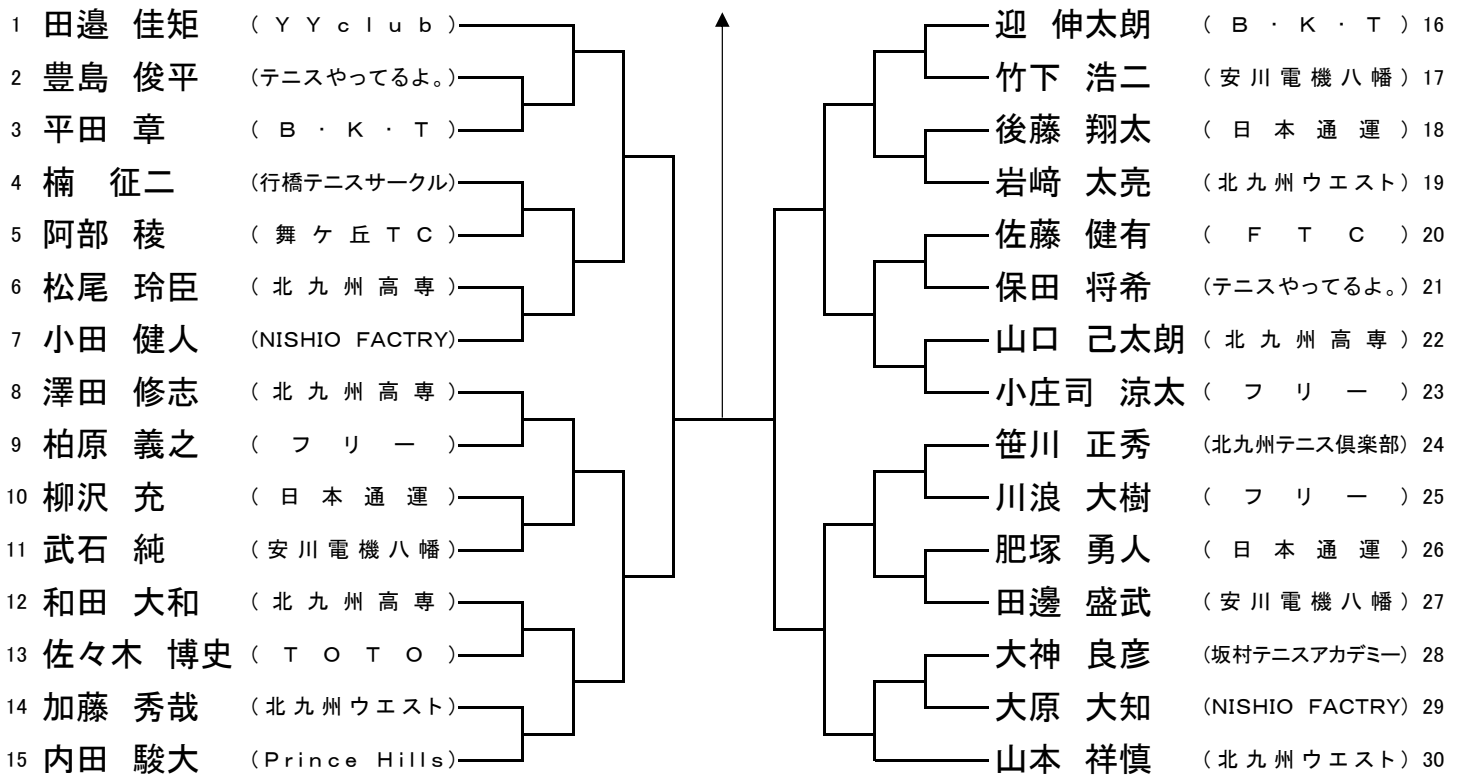 1 田邉 佳矩 (YYclub)
2 豊島 俊平 (テニスやってるよ。)
3 平田 章 (B・K・T)
4 楠 征二 (行橋テニスサークル)
5 阿部 稜 (舞ケ丘TC)
6 松尾 玲臣 (北九州高専)
7 小田 健人 (NISHIO FACTRY)
8 澤田 修志 (北九州高専)
9 柏原 義之 (フリー)
10 柳沢 充 (日本通運)
11 武石 純 (安川電機八幡)
12 和田 大和 (北九州高専)
13 佐々木 博史 (TOTO)
14 加藤 秀哉 (北九州ウエスト)
15 内田 駿大 (Prince Hills)
迎 伸太朗 (B・K・T) 16
竹下 浩二 (安川電機八幡) 17
後藤 翔太 (日本通運) 18
岩﨑 太亮 (北九州ウエスト) 19
佐藤 健有 (FTC) 20
保田 将希 (テニスやってるよ。) 21
山口 己太朗 (北九州高専) 22
小庄司 涼太 (フリー) 23
笹川 正秀 (北九州テニス倶楽部) 24
川浪 大樹 (フリー) 25
肥塚 勇人 (日本通運) 26
田邊 盛武 (安川電機八幡) 27
大神 良彦 (坂村テニスアカデミー) 28
大原 大知 (NISHIO FACTRY) 29
山本 祥慎 (北九州ウエスト) 30